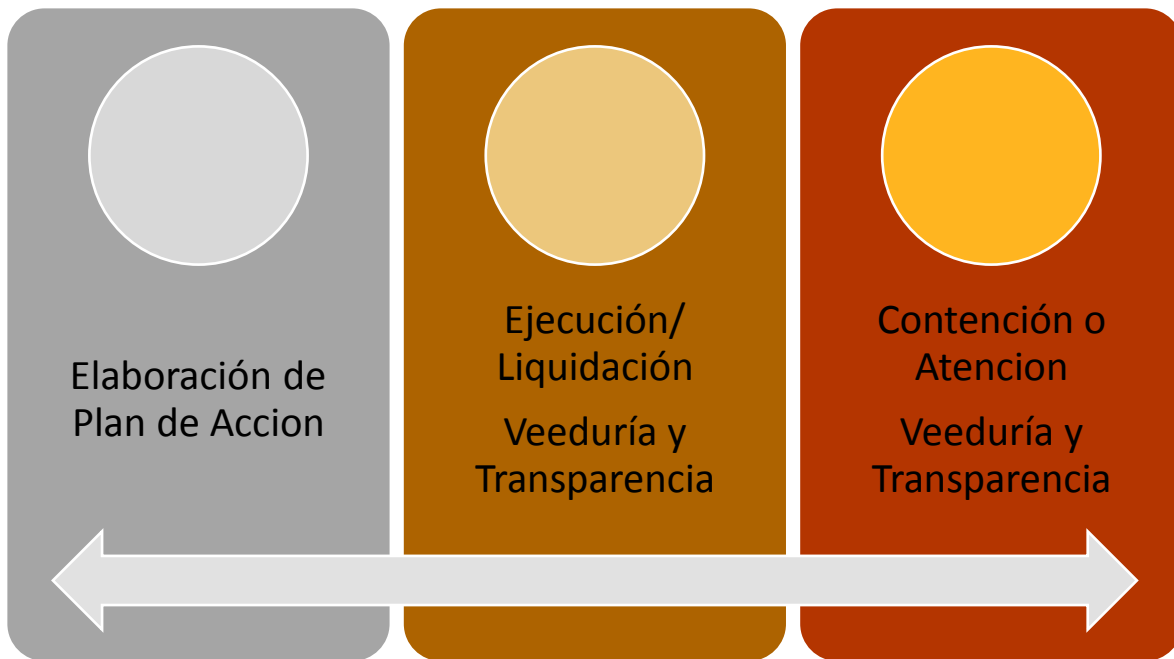 Elaboración de
Plan de Accion
Ejecución/
Liquidación
Veeduría y
Transparencia
Contención o
Atencion
Veeduría y
Transparencia